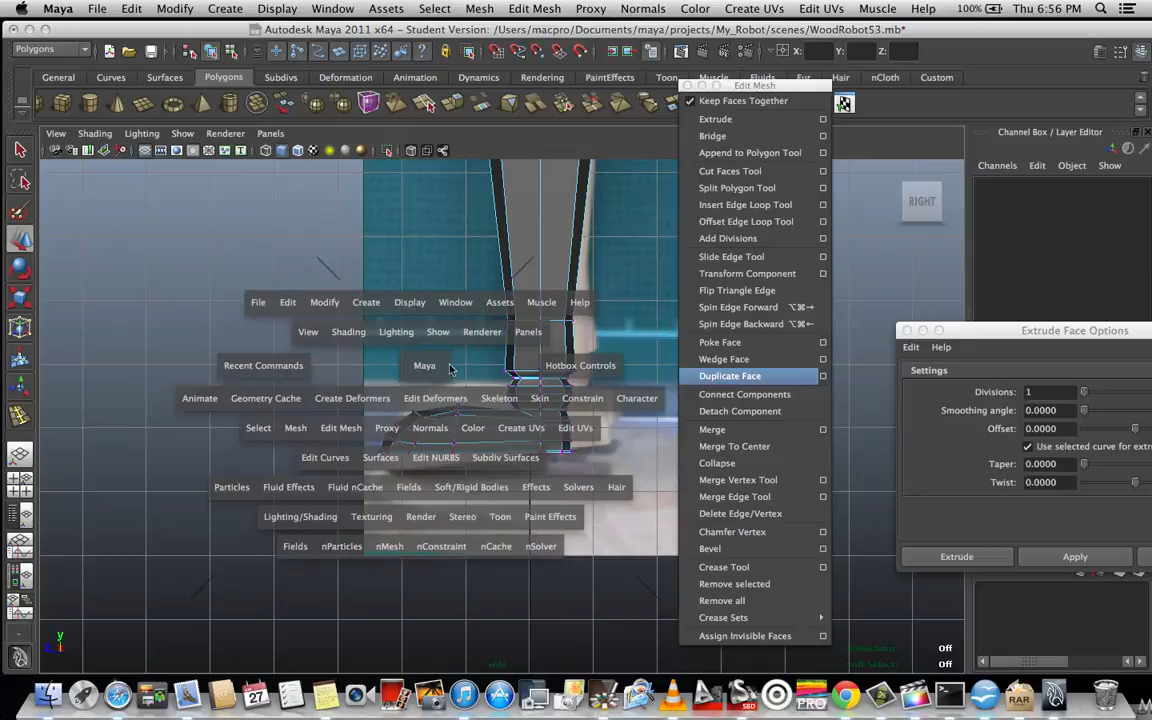 Maya File Edit Modify Create Display Window Assets Select Mesh Edit Mesh Proxy Normals Color Create UVs Edit UVs Muscle Help 100% Thu 6:56 PM
Autodesk Maya 2011 x64 - Student Version: /Users/macpro/Documents/maya/projects/My_Robot/scenes/WoodRobot53.mb*
Polygons X: Y: Z:
General Curves Surfaces Polygons Subdivs Deformation Animation Dynamics Rendering PaintEffects Toon Muscle Fluids Fur Hair nCloth Custom
View Shading Lighting Show Renderer Panels
Edit Mesh
Keep Faces Together
Extrude
Bridge
Append to Polygon Tool
Cut Faces Tool
Split Polygon Tool
Insert Edge Loop Tool
Offset Edge Loop Tool
Add Divisions
Slide Edge Tool
Transform Component
Flip Triangle Edge
Spin Edge Forward ⌥⌘→
Spin Edge Backward ⌥⌘←
Poke Face
Wedge Face
Duplicate Face
Connect Components
Detach Component
Merge
Merge To Center
Collapse
Merge Vertex Tool
Merge Edge Tool
Delete Edge/Vertex
Chamfer Vertex
Bevel
Crease Tool
Remove selected
Remove all
Crease Sets
Assign Invisible Faces
Channel Box / Layer Editor
Channels Edit Object Show
RIGHT
File Edit Modify Create Display Window Assets Muscle Help
View Shading Lighting Show Renderer Panels
Recent Commands Maya Hotbox Controls
Animate Geometry Cache Create Deformers Edit Deformers Skeleton Skin Constrain Character
Select Mesh Edit Mesh Proxy Normals Color Create UVs Edit UVs
Edit Curves Surfaces Edit NURBS Subdiv Surfaces
Particles Fluid Effects Fluid nCache Fields Soft/Rigid Bodies Effects Solvers Hair
Lighting/Shading Texturing Render Stereo Toon Paint Effects
Fields nParticles nMesh nConstraint nCache nSolver
Extrude Face Options
Edit Help
Settings
Divisions: 1
Smoothing angle: 0.0000
Offset: 0.0000
Use selected curve for extr
Taper: 0.0000
Twist: 0.0000
Extrude Apply
y
z
side
Off
Soft Select: Off
27
SBD
PRO
RAR